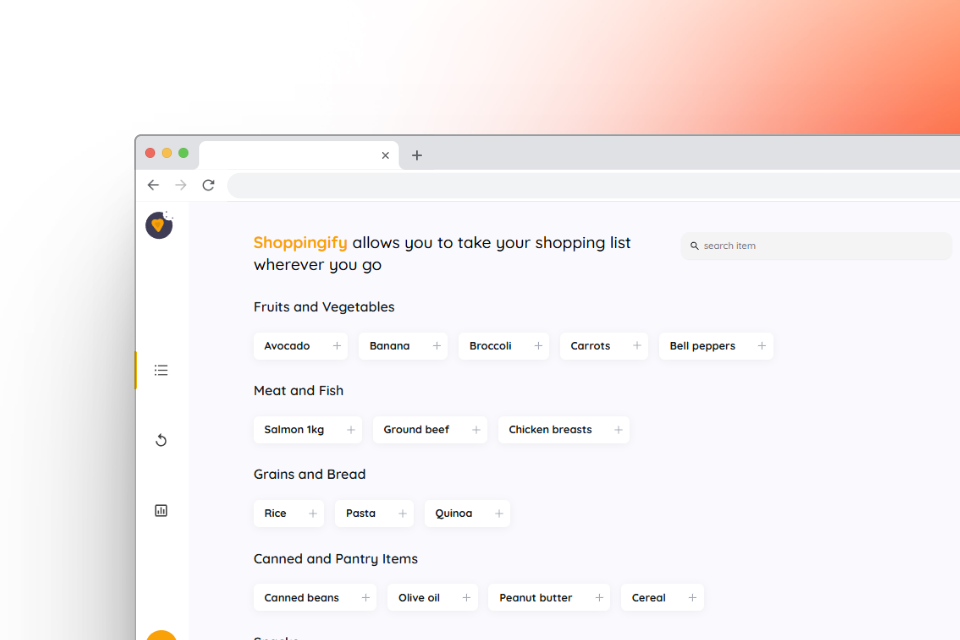 Shoppingify allows you to take your shopping list
wherever you go
search item
Fruits and Vegetables
Avocado
Banana
Broccoli
Carrots
Bell peppers
Meat and Fish
Salmon 1kg
Ground beef
Chicken breasts
Grains and Bread
Rice
Pasta
Quinoa
Canned and Pantry Items
Canned beans
Olive oil
Peanut butter
Cereal